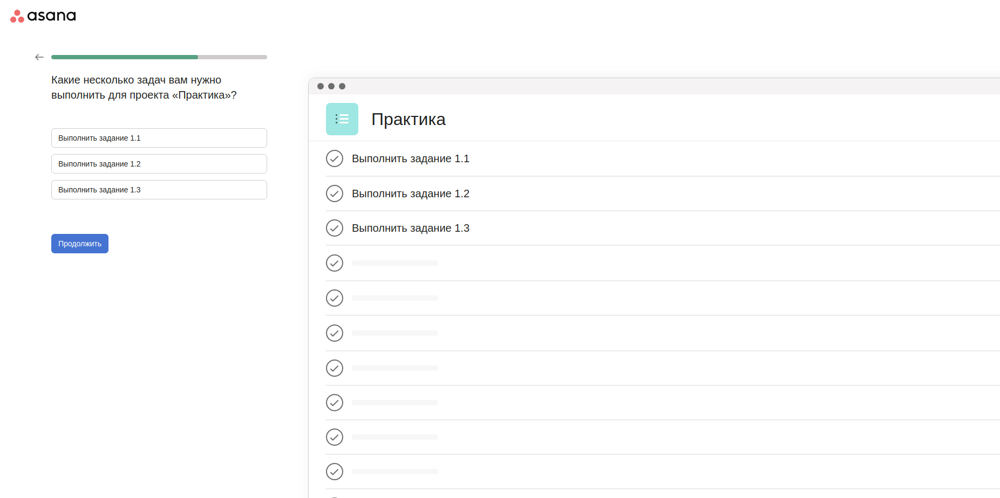 asana
Какие несколько задач вам нужно
выполнить для проекта «Практика»?
Выполнить задание 1.1
Выполнить задание 1.2
Выполнить задание 1.3
Продолжить
Практика
Выполнить задание 1.1
Выполнить задание 1.2
Выполнить задание 1.3